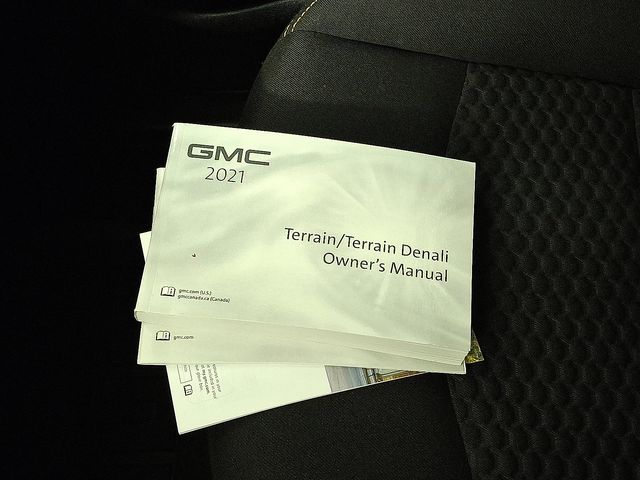 GMC
2021
Terrain/Terrain Denali
Owner's Manual
gmc.com (U.S.)
gmccanada.ca (Canada)
gmc.com